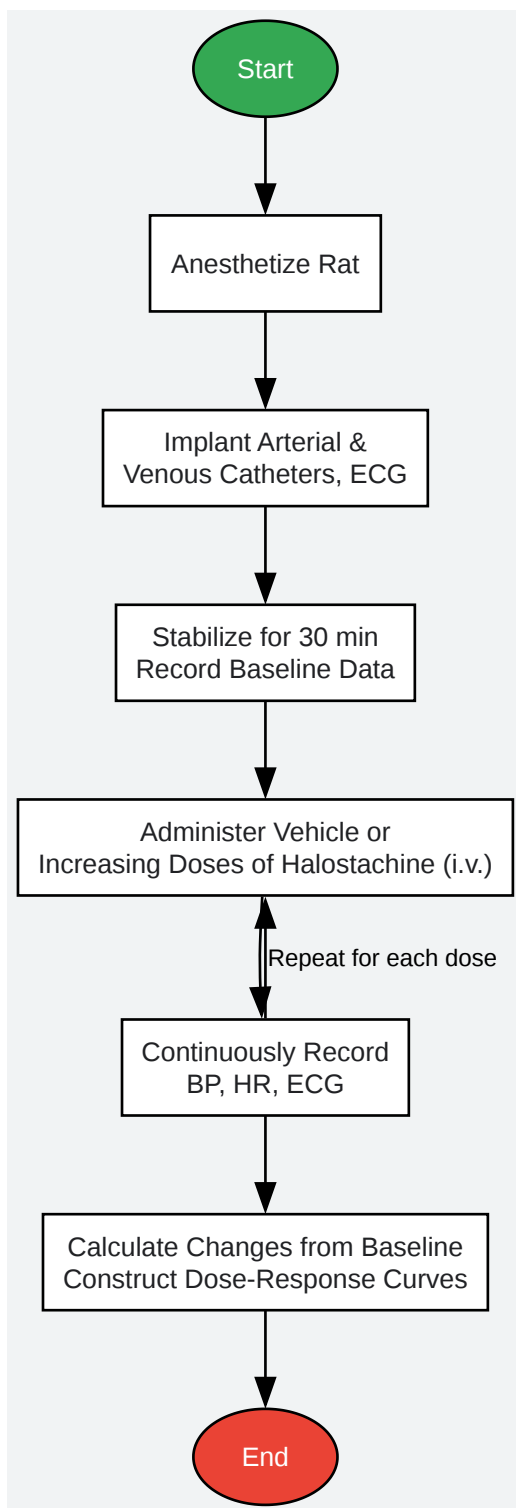 Start
Anesthetize Rat
Implant Arterial &
Venous Catheters, ECG
Stabilize for 30 min
Record Baseline Data
Administer Vehicle or
Increasing Doses of Halostachine (i.v.)
Repeat for each dose
Continuously Record
BP, HR, ECG
Calculate Changes from Baseline
Construct Dose-Response Curves
End